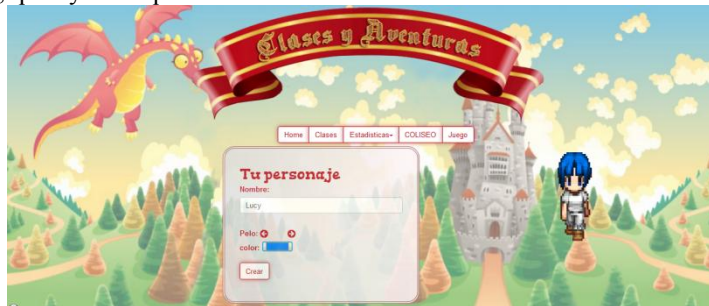 Clases y Aventuras
Home Clases Estadisticas COLISEO Juego
Tu personaje
Nombre:
Lucy
Pelo:
color:
Crear